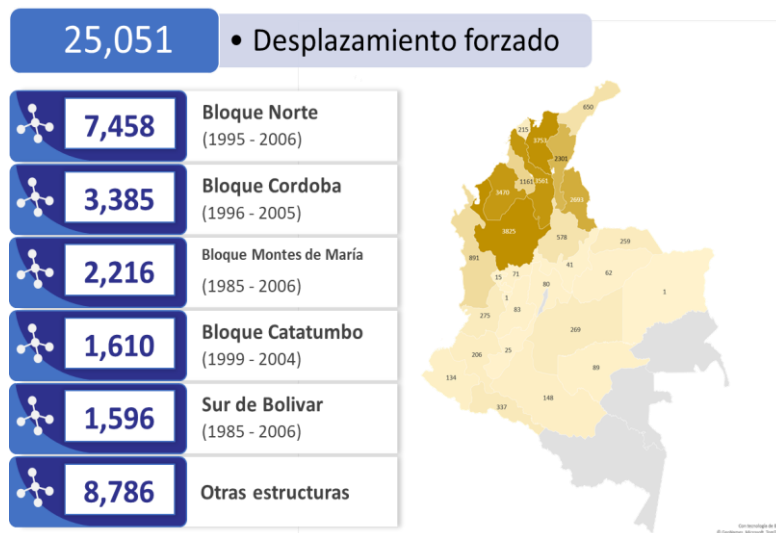 25,051
• Desplazamiento forzado
7,458
Bloque Norte
(1995 - 2006)
3,385
Bloque Cordoba
(1996 - 2005)
2,216
Bloque Montes de María
(1985 - 2006)
1,610
Bloque Catatumbo
(1999 - 2004)
1,596
Sur de Bolivar
(1985 - 2006)
8,786
Otras estructuras
650
215
3753
2301
1161
3561
3476
2693
3825
578
259
891
41
71
15
62
80
1
1
83
275
269
206
25
89
134
148
337